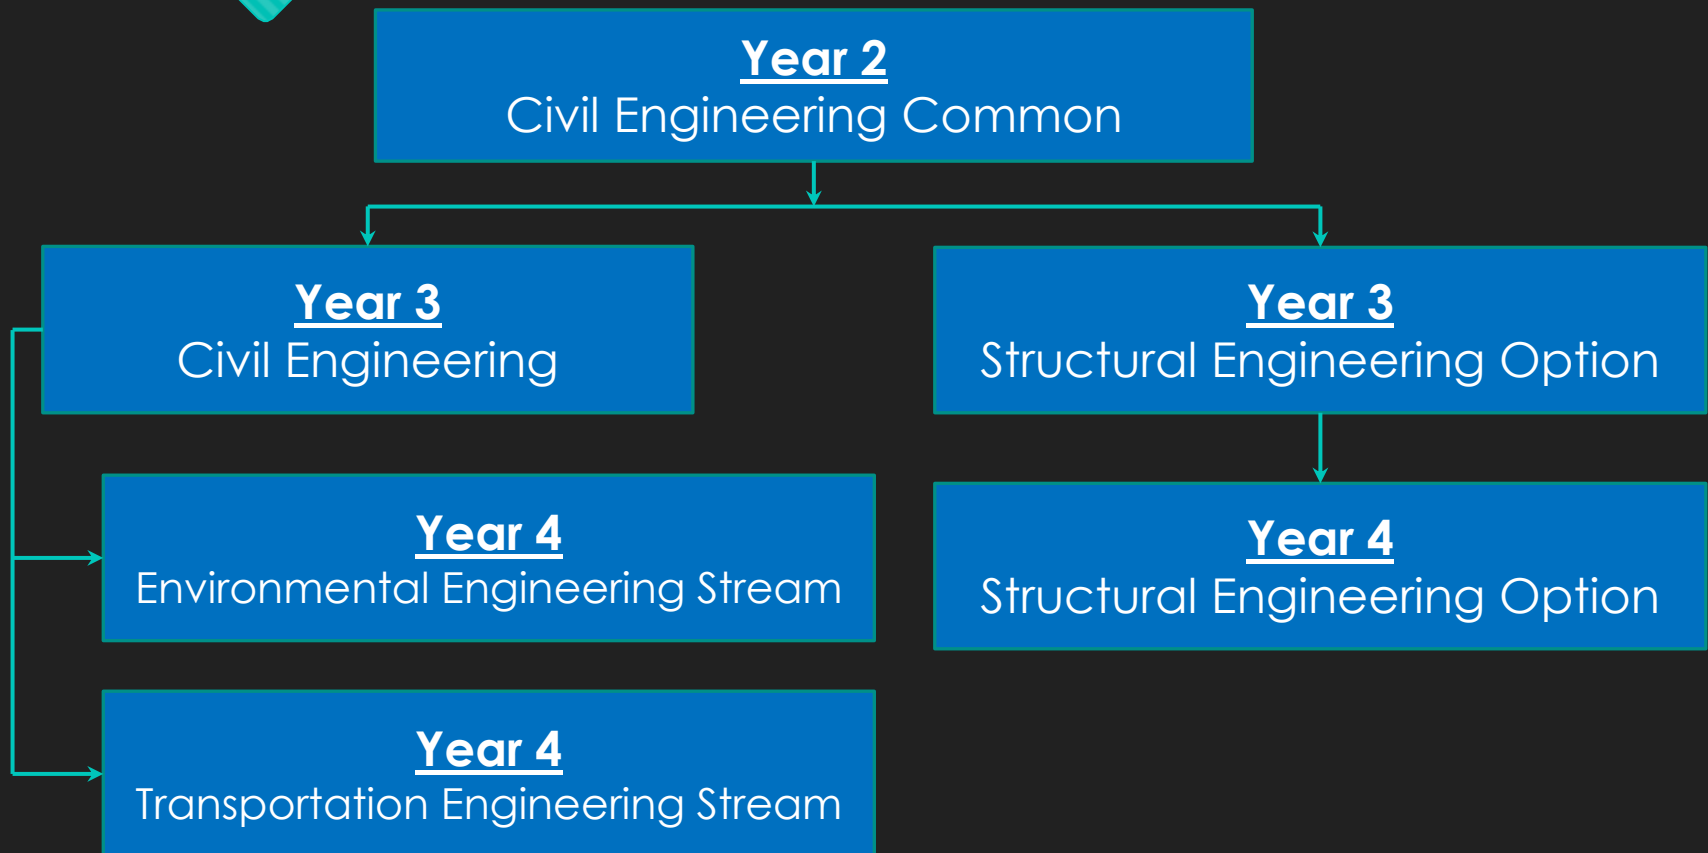 Year 2
Civil Engineering Common
Year 3
Civil Engineering
Year 3
Structural Engineering Option
Year 4
Environmental Engineering Stream
Year 4
Structural Engineering Option
Year 4
Transportation Engineering Stream